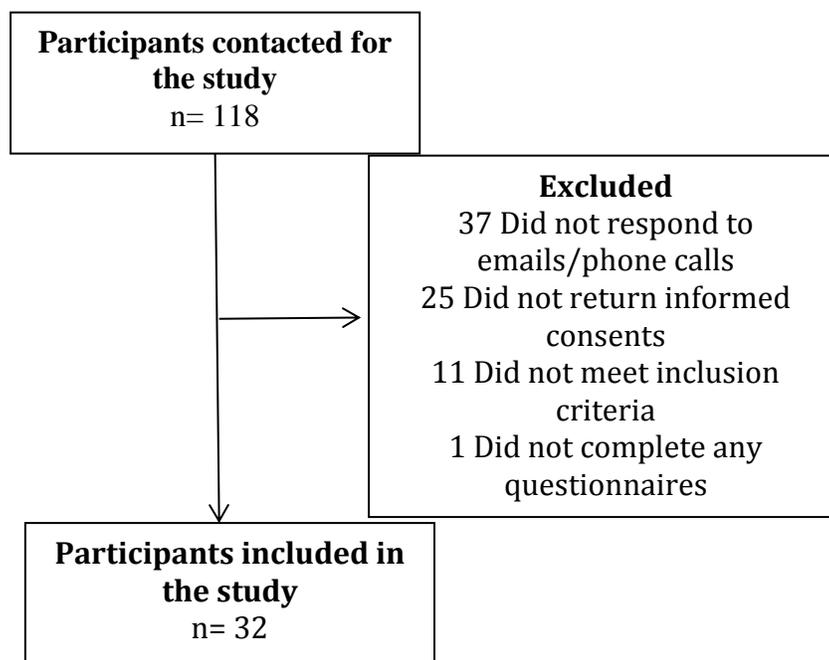 Participants contacted for
the study
n= 118
Excluded
37 Did not respond to
emails/phone calls
25 Did not return informed
consents
11 Did not meet inclusion
criteria
1 Did not complete any
questionnaires
Participants included in
the study
n= 32